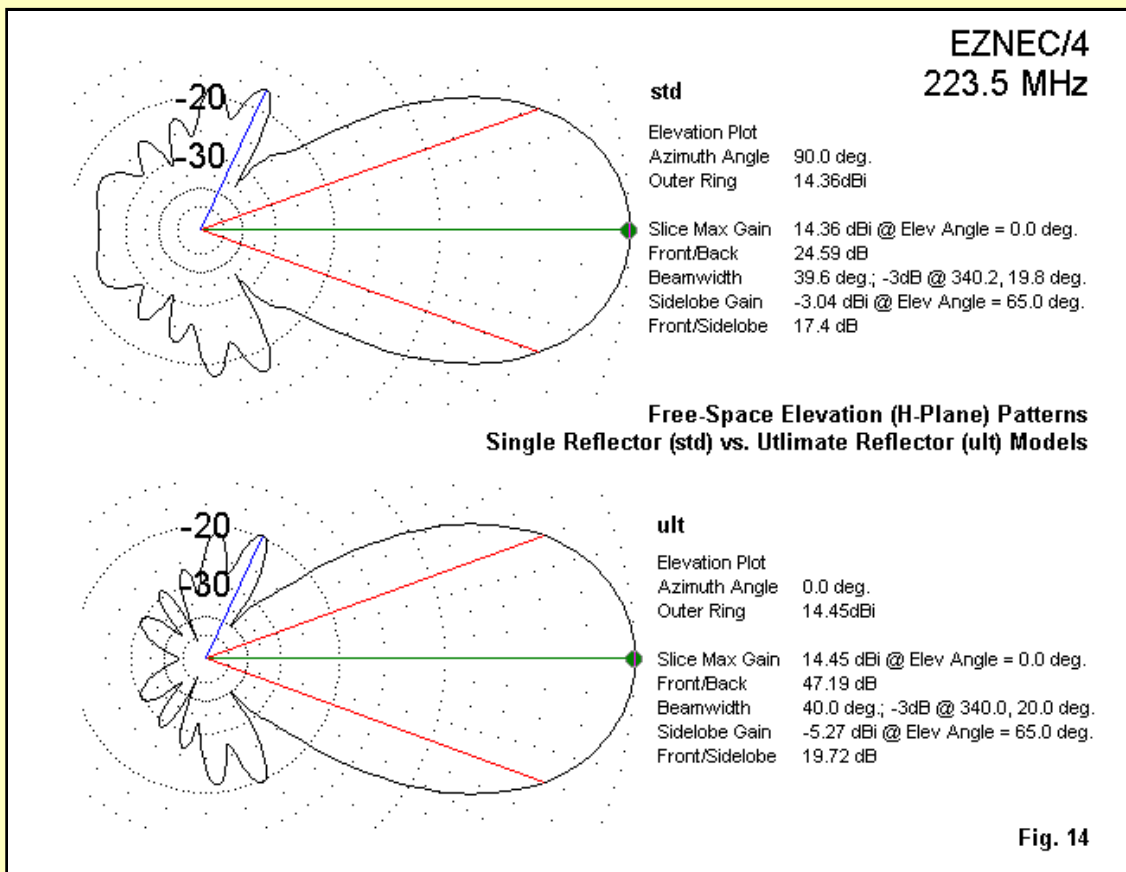 EZNEC/4
223.5 MHz
-20
-30
std
Elevation Plot
Azimuth Angle 90.0 deg.
Outer Ring 14.36dBi
Slice Max Gain 14.36 dBi @ Elev Angle = 0.0 deg.
Front/Back 24.59 dB
Beamwidth 39.6 deg.; -3dB @ 340.2, 19.8 deg.
Sidelobe Gain -3.04 dBi @ Elev Angle = 65.0 deg.
Front/Sidelobe 17.4 dB
Free-Space Elevation (H-Plane) Patterns
Single Reflector (std) vs. Utlimate Reflector (ult) Models
-20
-30
ult
Elevation Plot
Azimuth Angle 0.0 deg.
Outer Ring 14.45dBi
Slice Max Gain 14.45 dBi @ Elev Angle = 0.0 deg.
Front/Back 47.19 dB
Beamwidth 40.0 deg.; -3dB @ 340.0, 20.0 deg.
Sidelobe Gain -5.27 dBi @ Elev Angle = 65.0 deg.
Front/Sidelobe 19.72 dB
Fig. 14